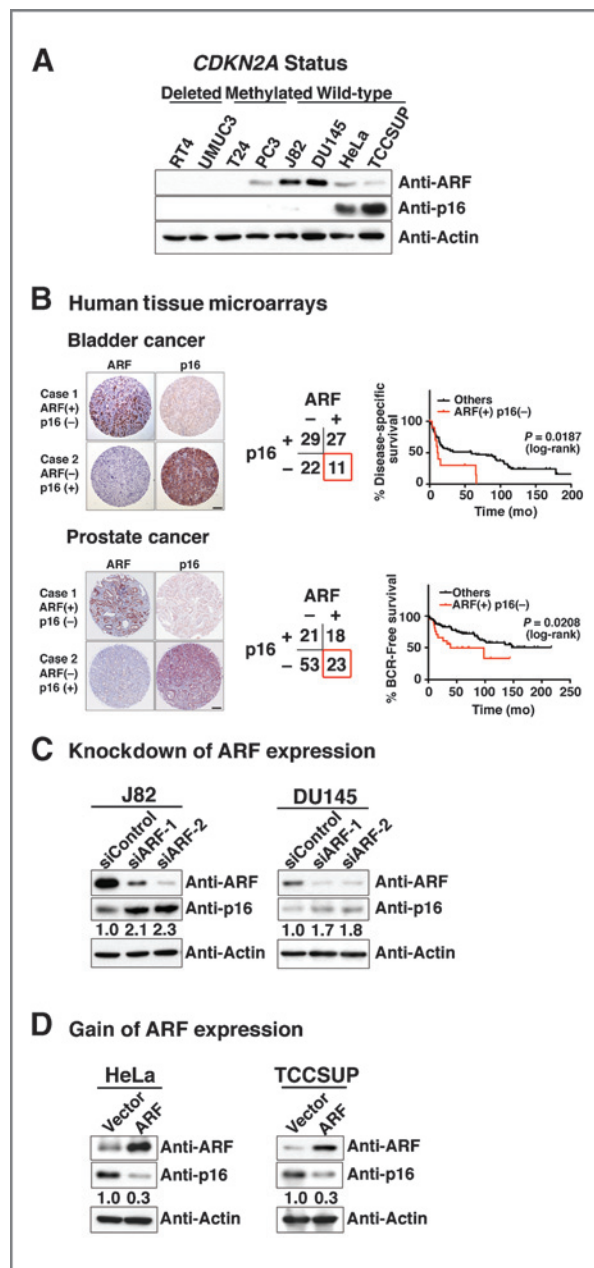 A
CDKN2A Status
Deleted Methylated Wild-type
RT4 UMUC3 T24 PC3 J82 DU145 HeLa TCCSUP
Anti-ARF
Anti-p16
Anti-Actin
B Human tissue microarrays
Bladder cancer
ARF p16
Case 1
ARF(+)
p16 (–)
Case 2
ARF(–)
p16 (+)
ARF
– +
p16 + 29 27
– 22 11
% Disease-specific
survival
100
50
0
0 50 100 150 200
Time (mo)
Others
ARF(+) p16(–)
P = 0.0187
(log-rank)
Prostate cancer
ARF p16
Case 1
ARF(+)
p16 (–)
Case 2
ARF(–)
p16 (+)
ARF
– +
p16 + 21 18
– 53 23
% BCR-Free survival
100
50
0
0 50 100 150 200 250
Time (mo)
Others
ARF(+) p16(–)
P = 0.0208
(log-rank)
C Knockdown of ARF expression
J82
siControl siARF-1 siARF-2
Anti-ARF
Anti-p16
1.0 2.1 2.3
Anti-Actin
DU145
siControl siARF-1 siARF-2
Anti-ARF
Anti-p16
1.0 1.7 1.8
Anti-Actin
D Gain of ARF expression
HeLa
Vector ARF
Anti-ARF
Anti-p16
1.0 0.3
Anti-Actin
TCCSUP
Vector ARF
Anti-ARF
Anti-p16
1.0 0.3
Anti-Actin